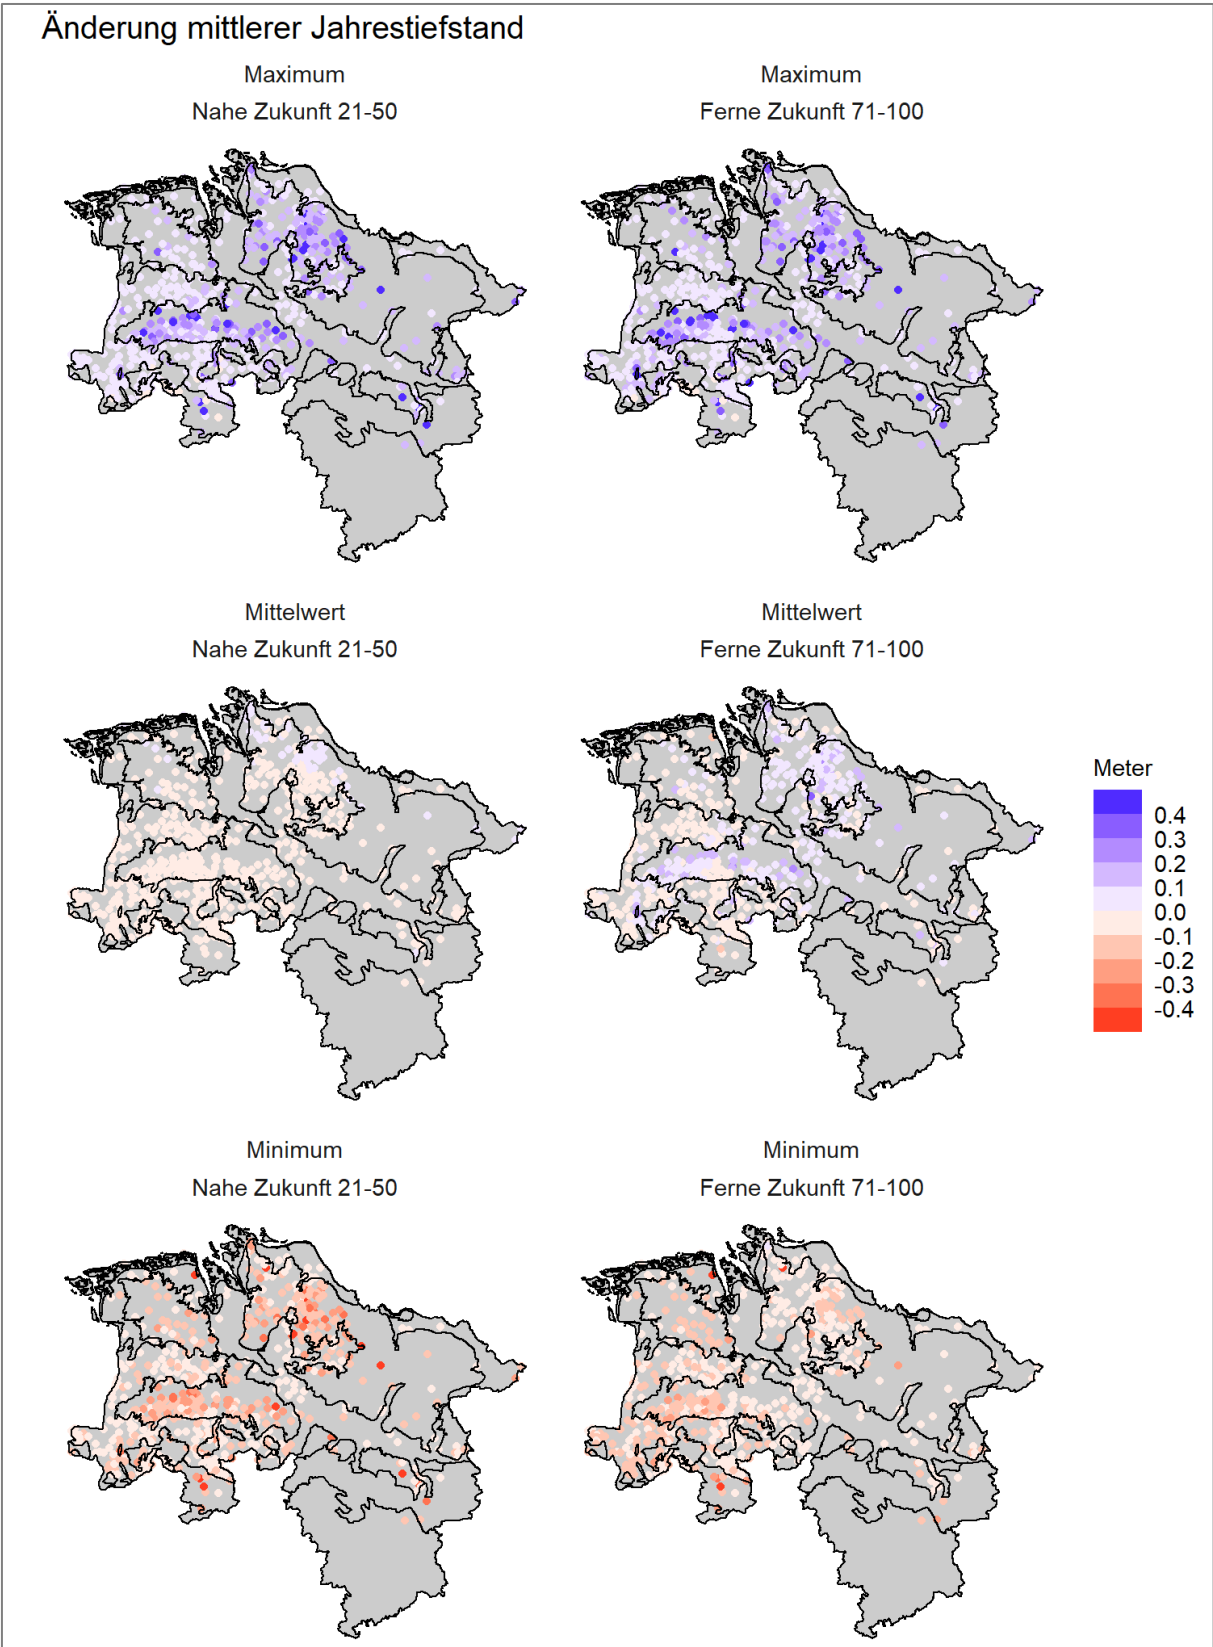 Änderung mittlerer Jahrestiefstand
Maximum
Nahe Zukunft 21-50
Maximum
Ferne Zukunft 71-100
Mittelwert
Nahe Zukunft 21-50
Mittelwert
Ferne Zukunft 71-100
Meter
0.4
0.3
0.2
0.1
0.0
-0.1
-0.2
-0.3
-0.4
Minimum
Nahe Zukunft 21-50
Minimum
Ferne Zukunft 71-100